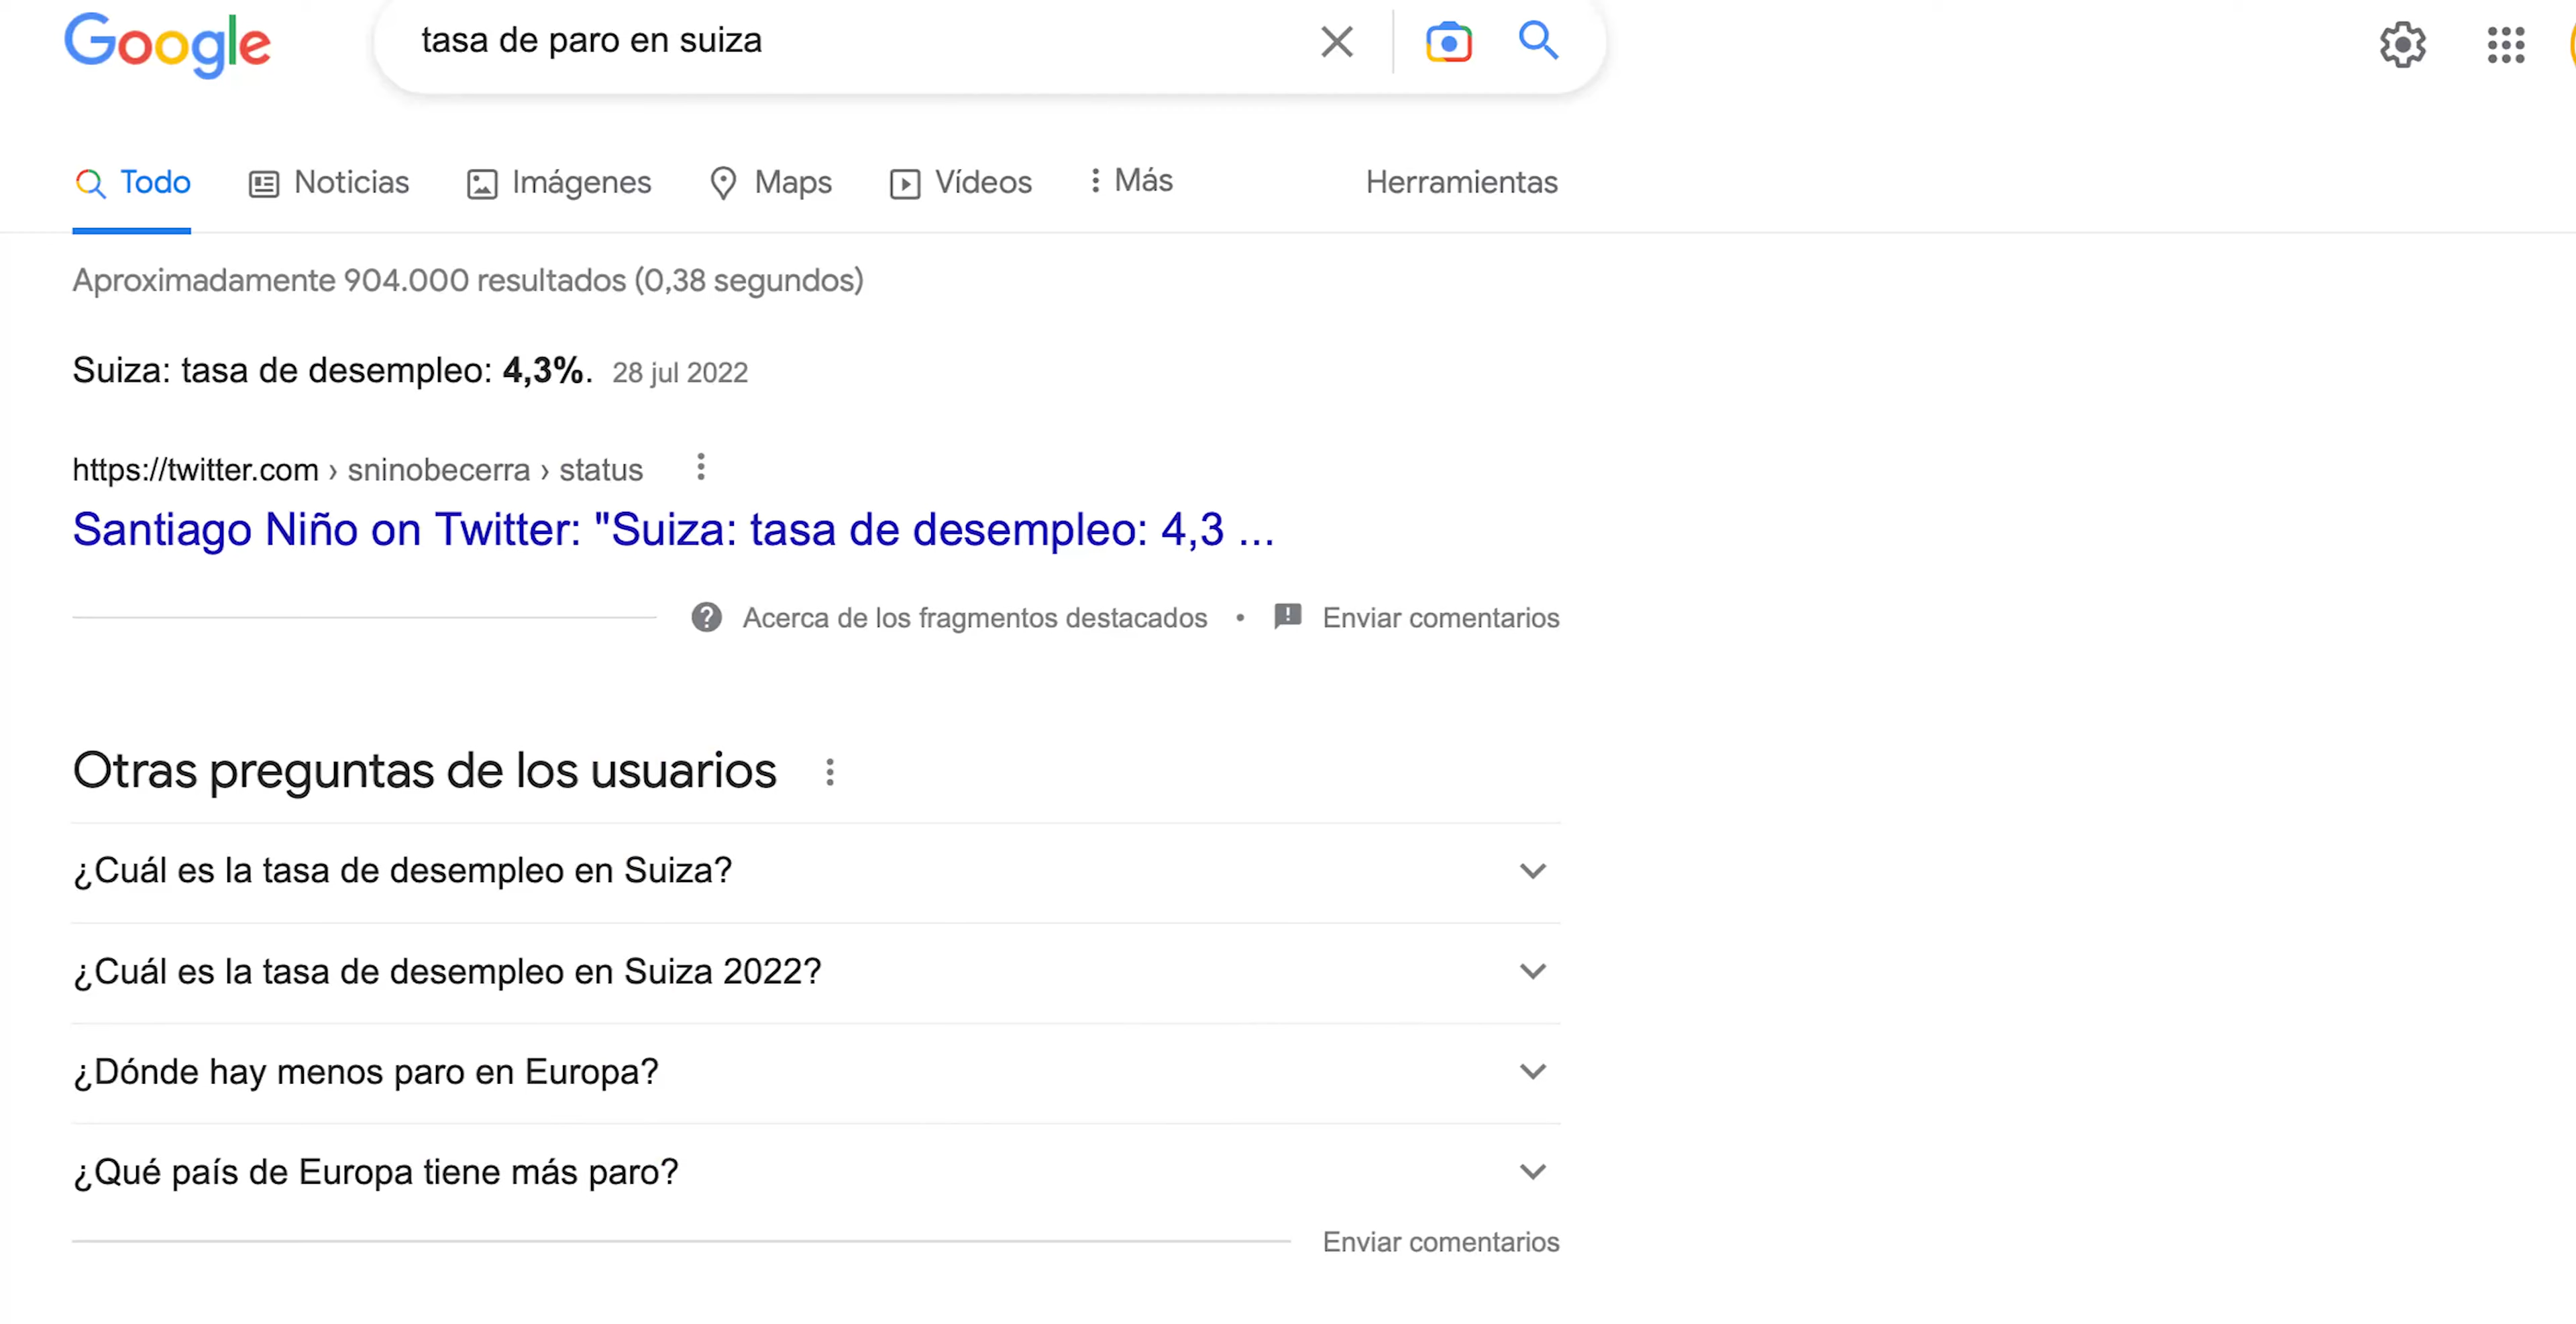 Google
tasa de paro en suiza
Todo
Noticias
Imágenes
Maps
Vídeos
Más
Herramientas
Aproximadamente 904.000 resultados (0,38 segundos)
Suiza: tasa de desempleo: 4,3%. 28 jul 2022
https://twitter.com › sninobecerra › status
Santiago Niño on Twitter: "Suiza: tasa de desempleo: 4,3 ...
Acerca de los fragmentos destacados • Enviar comentarios
Otras preguntas de los usuarios
¿Cuál es la tasa de desempleo en Suiza?
¿Cuál es la tasa de desempleo en Suiza 2022?
¿Dónde hay menos paro en Europa?
¿Qué país de Europa tiene más paro?
Enviar comentarios